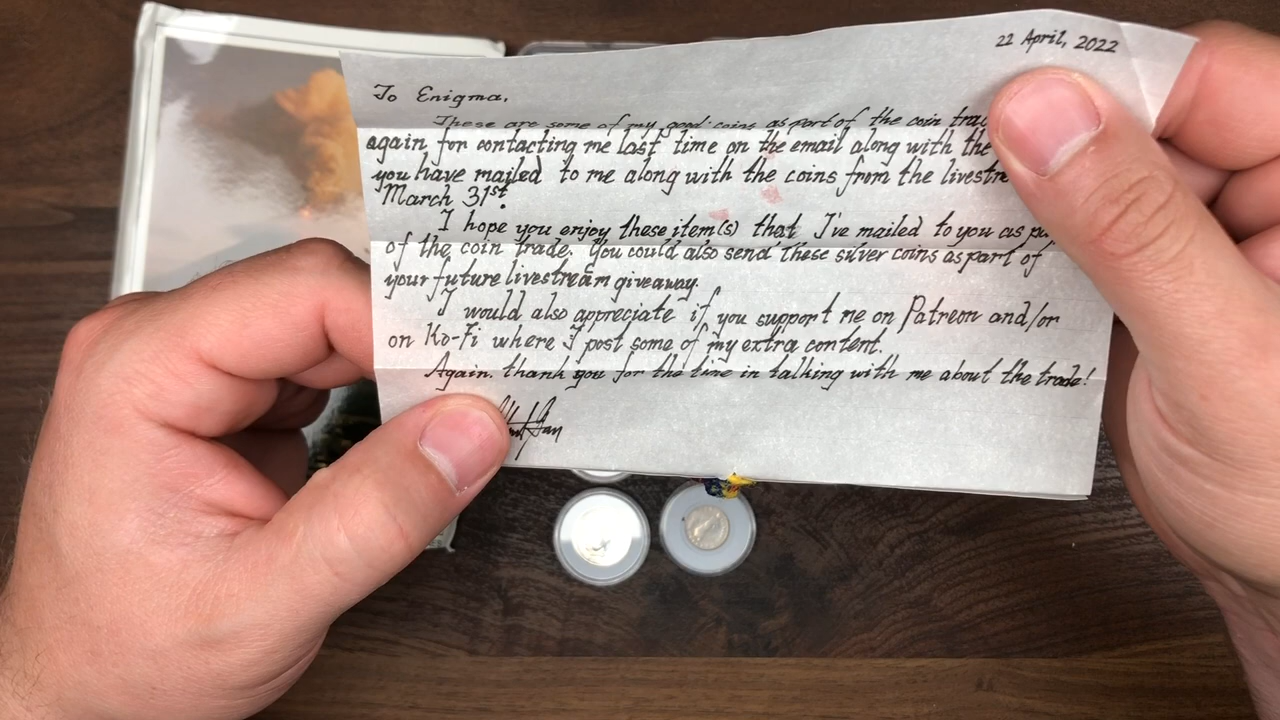 22 April, 2022
To Enigma,
These are some of my good coins as part of the coin
again for contacting me last time on the email along with the
you have mailed to me along with the coins from the
March 31st.
I hope you enjoy these item(s) that I've mailed to you as
of the coin trade. You could also send these silver coins as part of
your future livestream giveaway.
I would also appreciate if you support me on Patreon and/or
on Ko-Fi where I post some of my extra content.
Again, thank you for the time in talking with me about the trade!